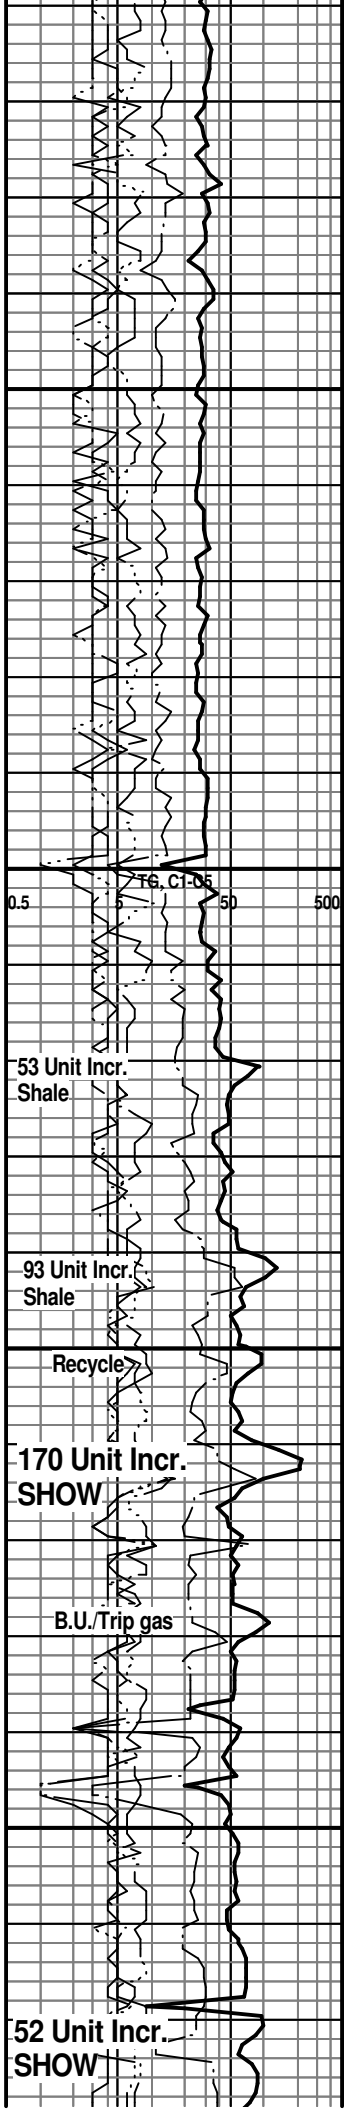 TG, C1-C5
0.5 5 50 500
53 Unit Incr.
Shale
93 Unit Incr.
Shale
Recycle
170 Unit Incr.
SHOW
B.U./Trip gas
52 Unit Incr.
SHOW